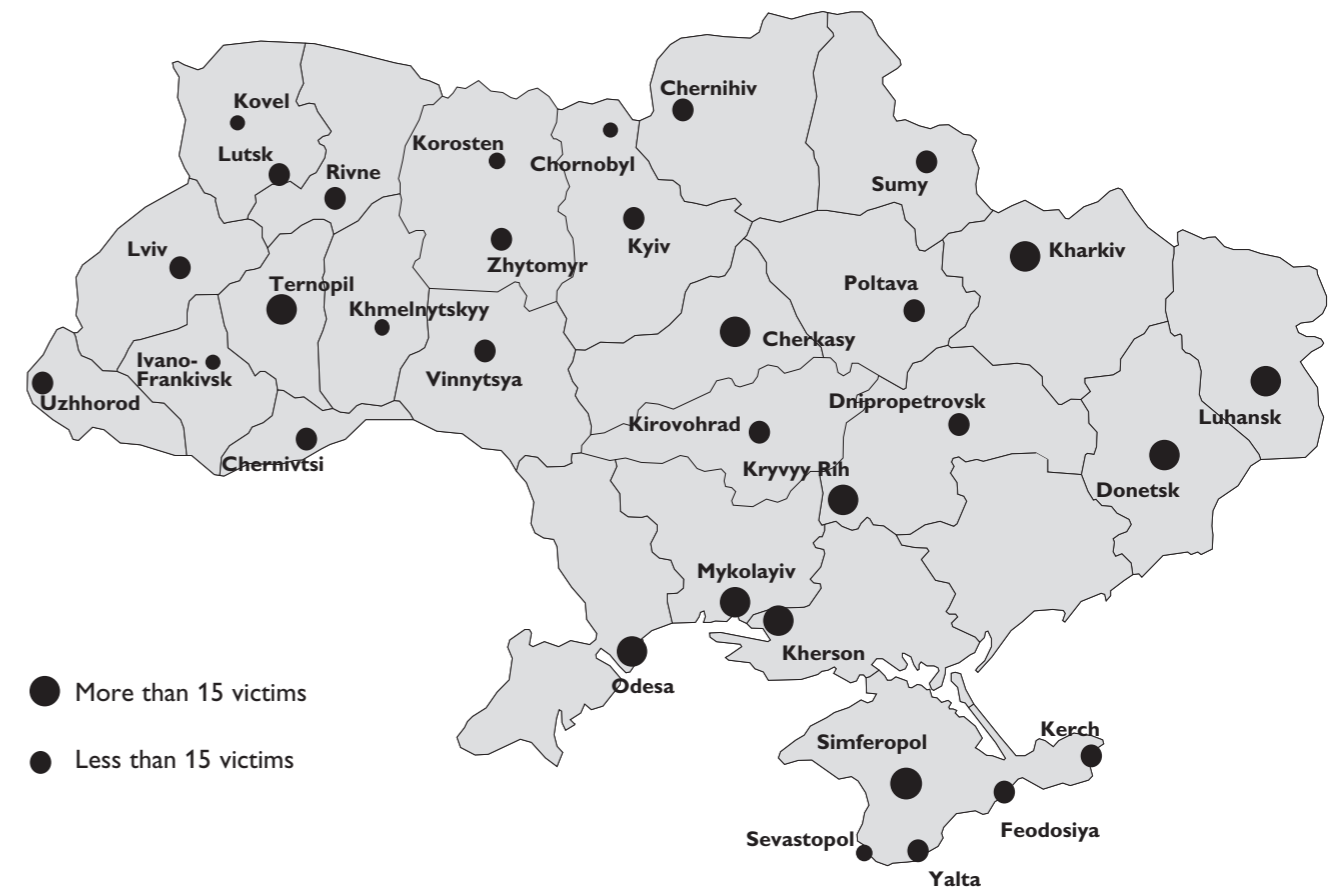 Chernihiv
Kovel
Korosten
Lutsk
Chornobyl
Rivne
Sumy
Lviv
Kyiv
Kharkiv
Zhytomyr
Ternopil
Poltava
Khmelnytskyy
Cherkasy
Ivano-
Frankivsk
Vinnytsya
Uzhhorod
Dnipropetrovsk
Luhansk
Kirovohrad
Chernivtsi
Kryvyy Rih
Donetsk
Mykolayiv
Kherson
Odesa
More than 15 victims
Less than 15 victims
Kerch
Simferopol
Feodosiya
Sevastopol
Yalta